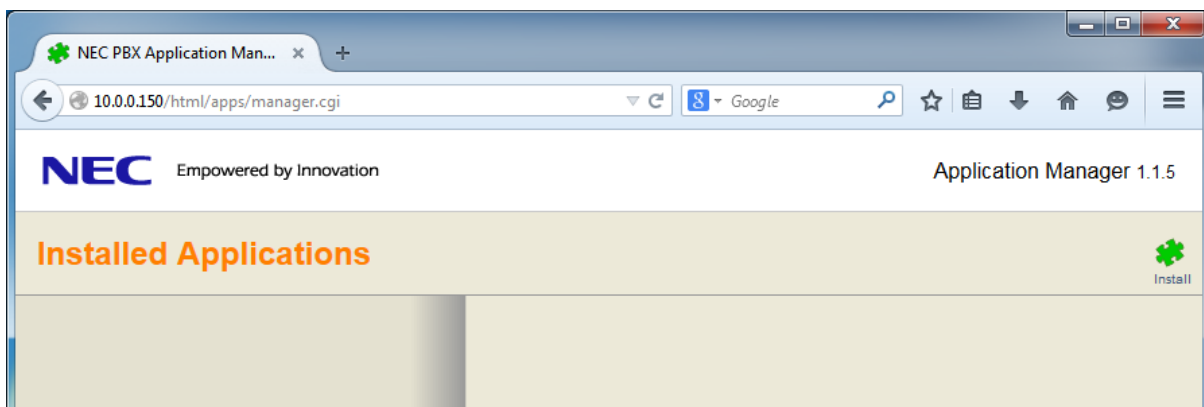 NEC PBX Application Man...
10.0.0.150/html/apps/manager.cgi
Google
NEC Empowered by Innovation
Application Manager 1.1.5
Installed Applications
Install